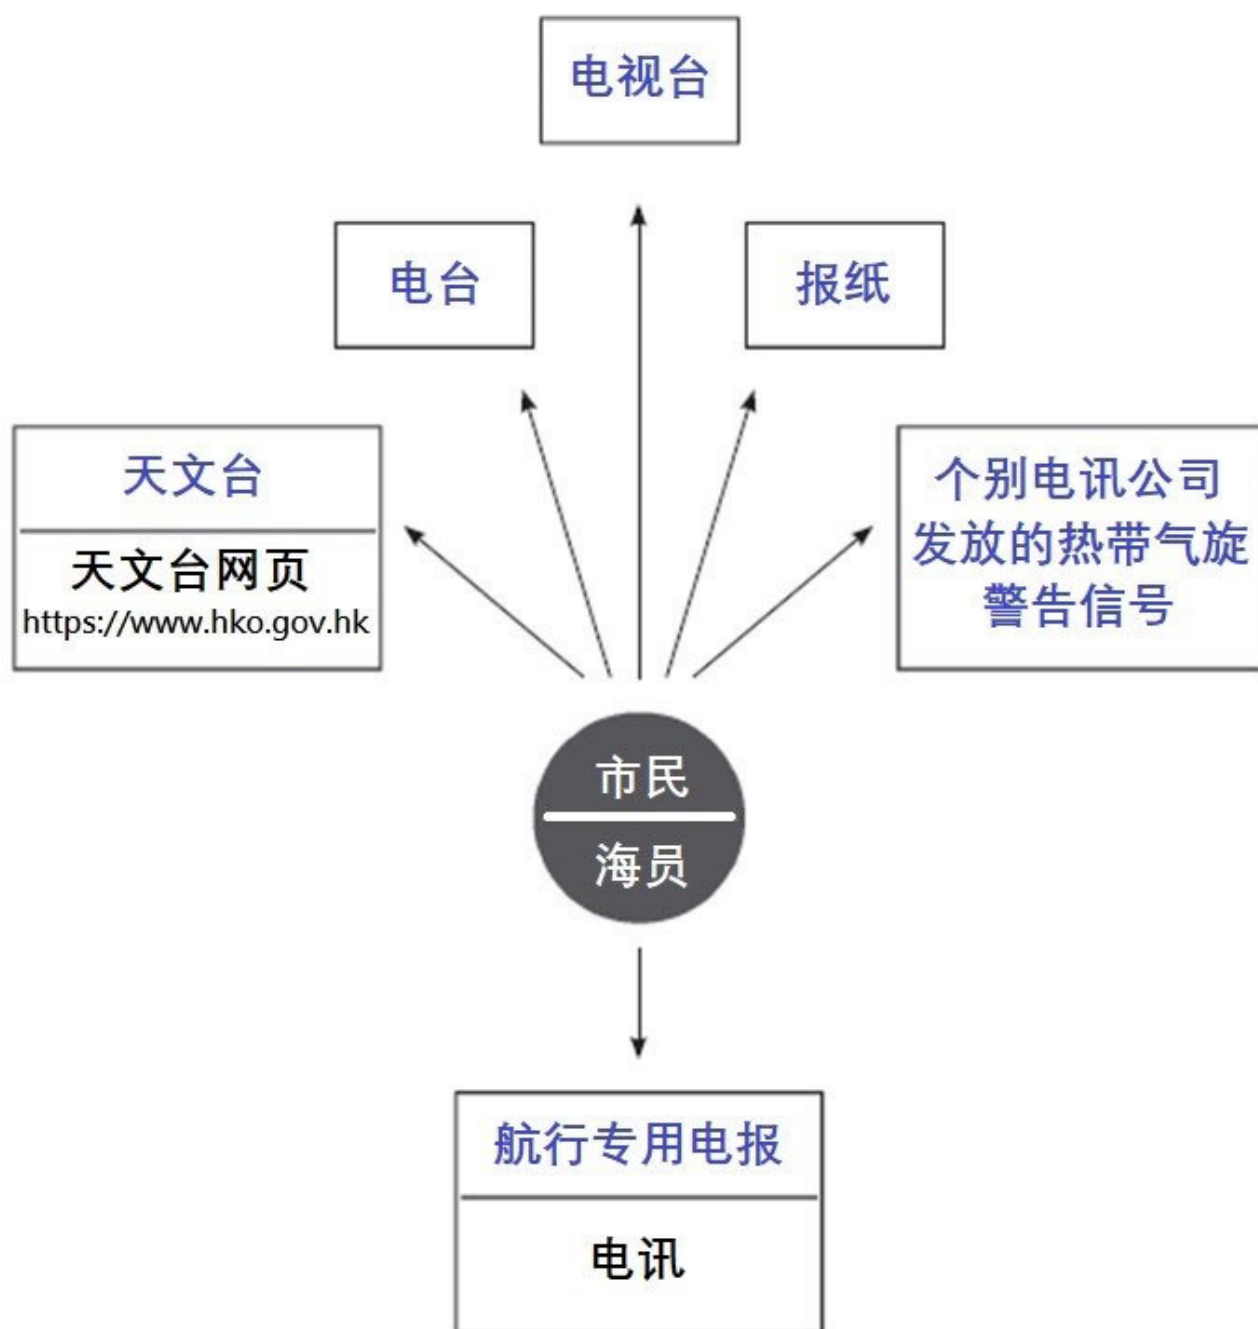 电视台
电台
报纸
天文台
天文台网页
https://www.hko.gov.hk
个别电讯公司
发放的热带气旋
警告信号
市民
海员
航行专用电报
电讯